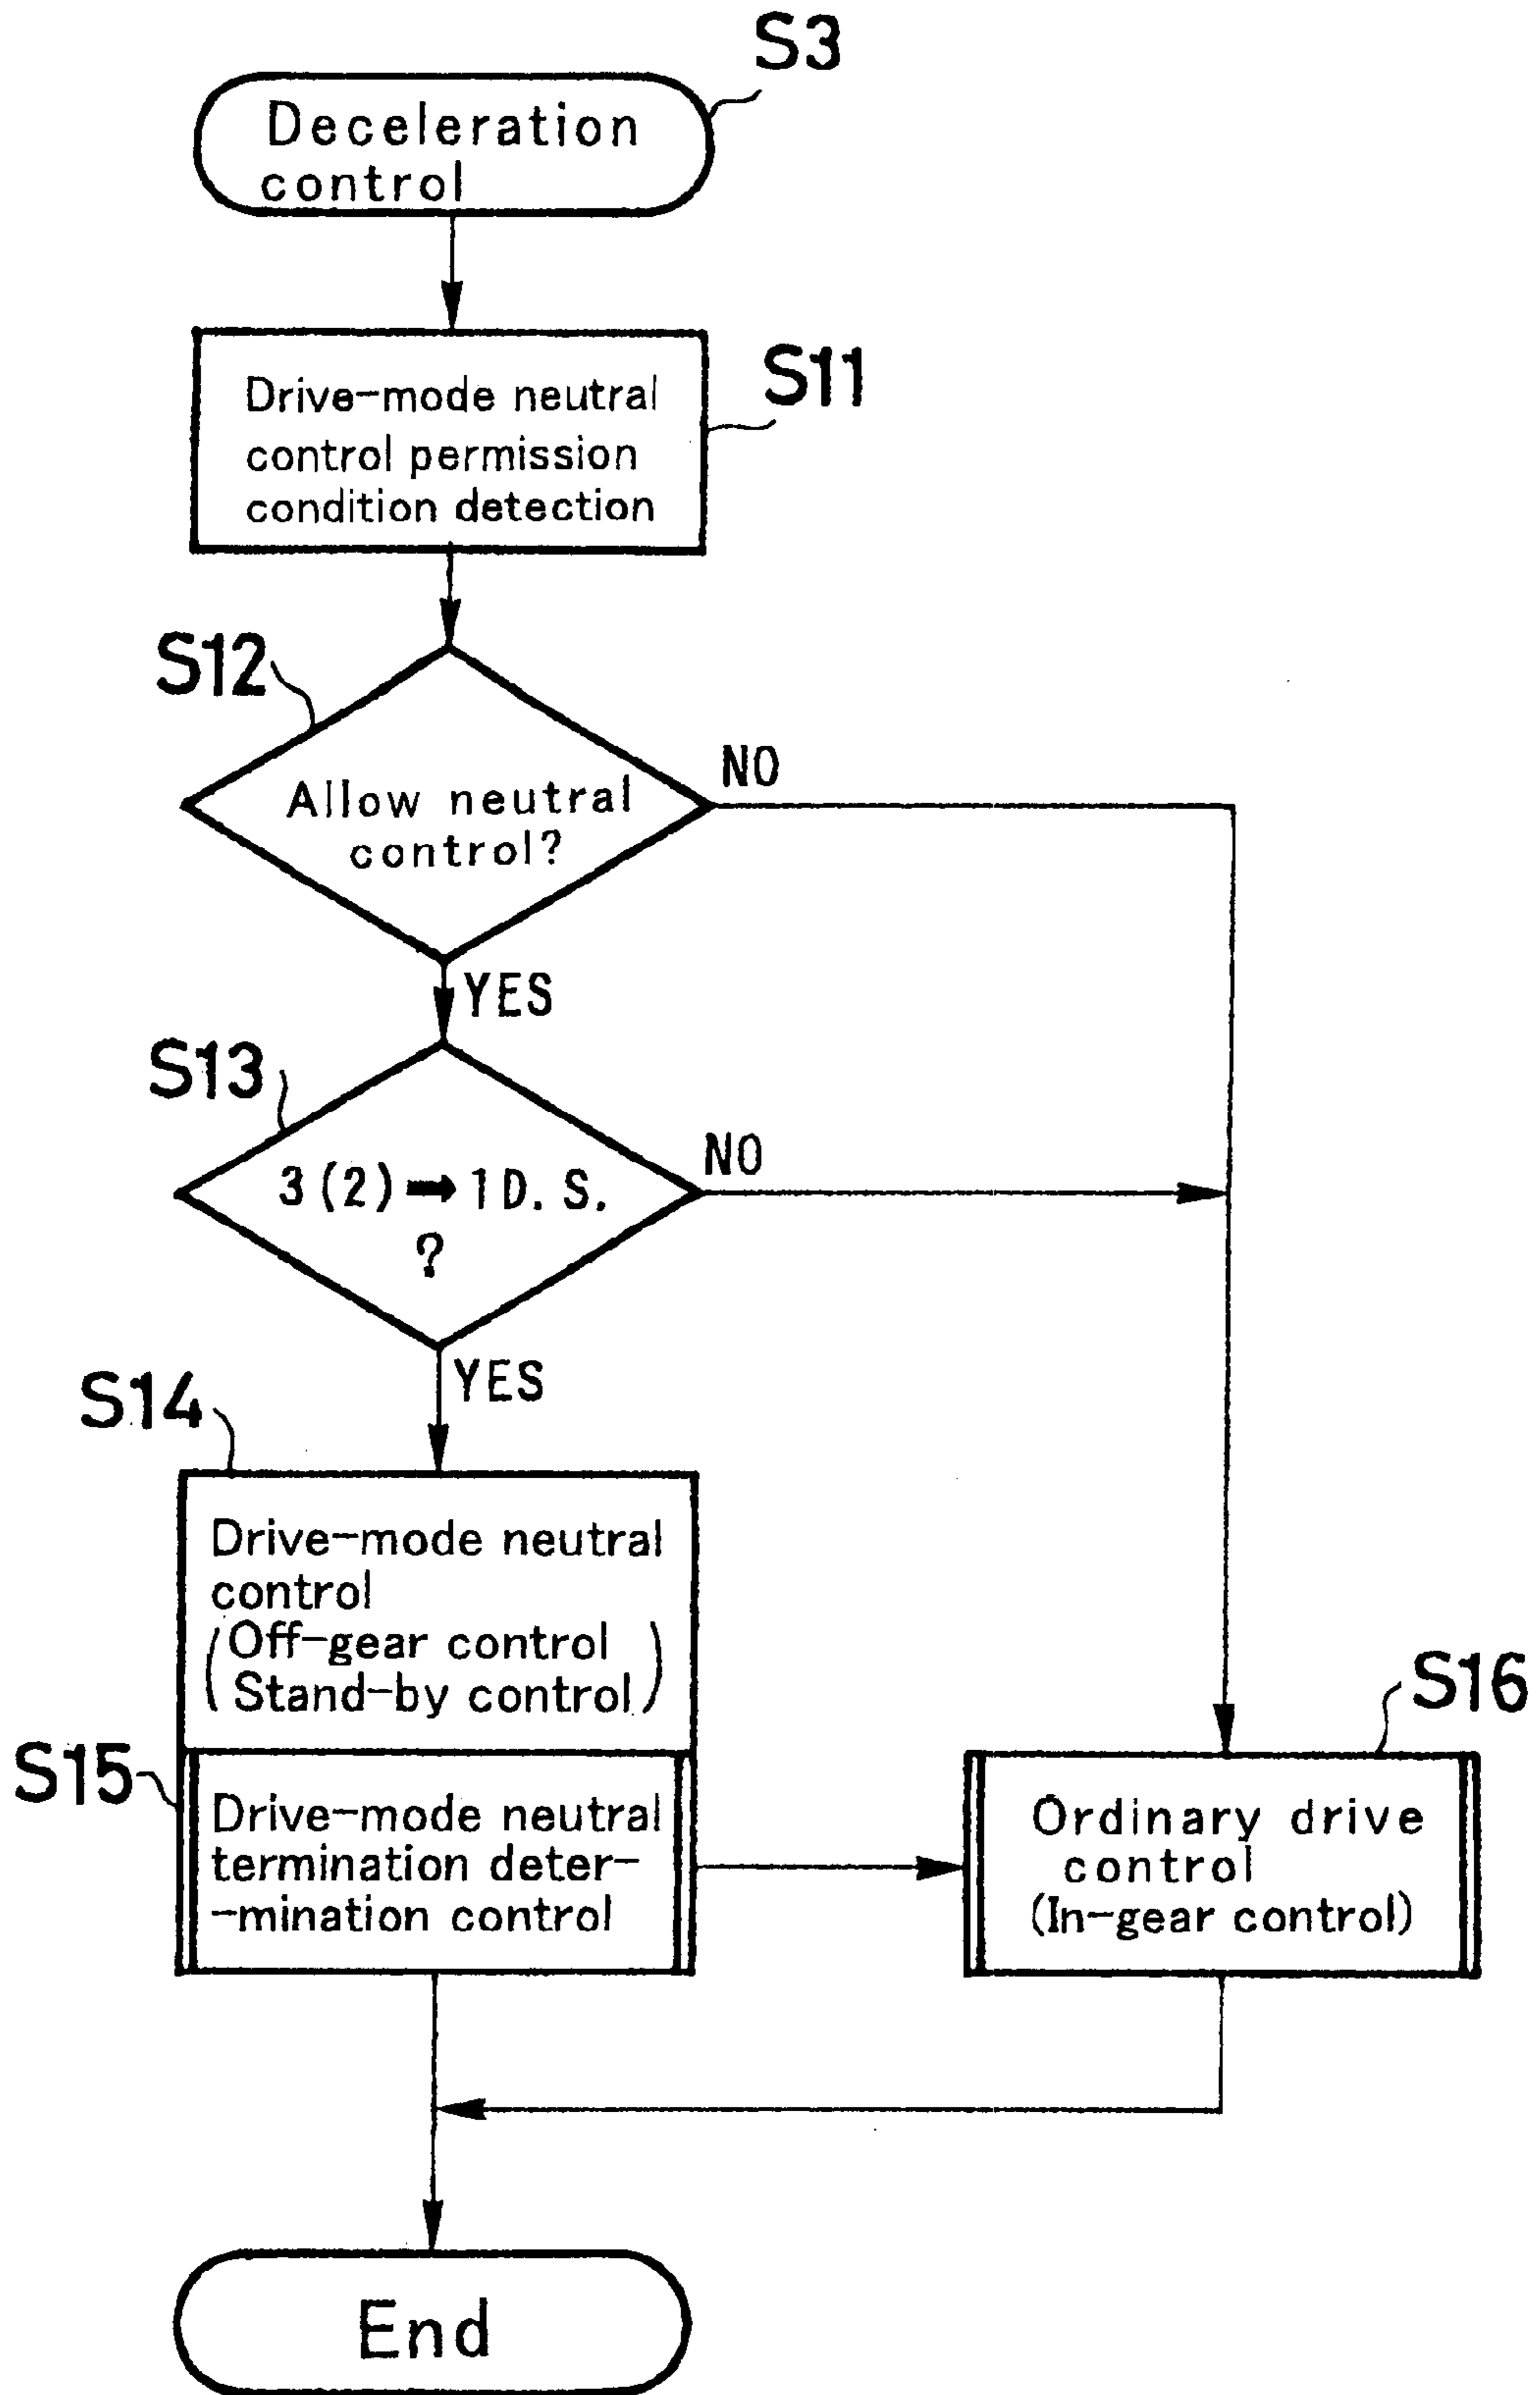 S3
Deceleration
control
S11
Drive-mode neutral
control permission
condition detection
S12
Allow neutral
control?
NO
YES
S13
3(2)➡1D.S.
?
NO
YES
S14
Drive-mode neutral
control
(Off-gear control
Stand-by control)
S15
Drive-mode neutral
termination deter-
-mination control
S16
Ordinary drive
control
(In-gear control)
End